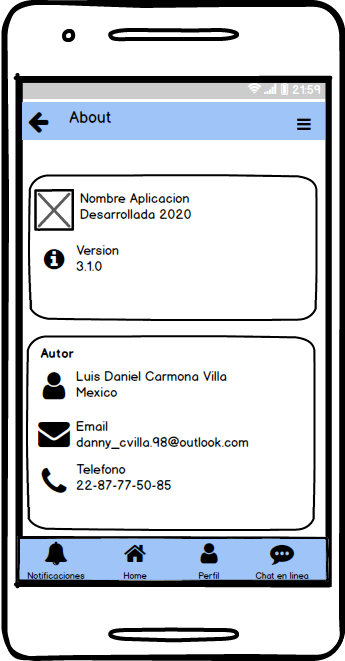 21:59
About
Nombre Aplicacion
Desarrollada 2020
Version
3.1.0
Autor
Luis Daniel Carmona Villa
Mexico
Email
danny_cvilla.98@outlook.com
Telefono
22-87-77-50-85
Notificaciones Home Perfil Chat en linea